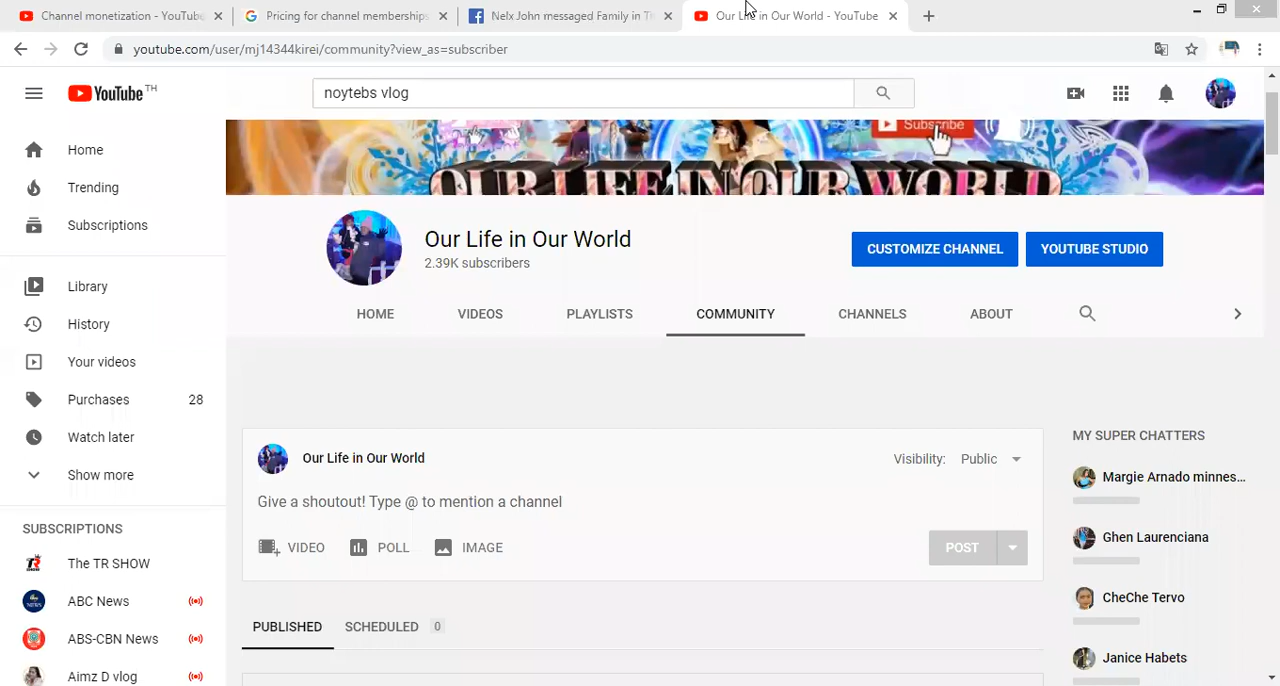 Channel monetization - YouTube
Pricing for channel memberships
Nelx John messaged Family in T
Our Life in Our World - YouTube
youtube.com/user/mj14344kirei/community?view_as=subscriber
YouTube TH
noytebs vlog
Home
Trending
Subscriptions
Library
History
Your videos
Purchases 28
Watch later
Show more
SUBSCRIPTIONS
The TR SHOW
ABC News
ABS-CBN News
Aimz D vlog
Subscribe
OUR LIFE IN OUR WORLD
Our Life in Our World
2.39K subscribers
CUSTOMIZE CHANNEL
YOUTUBE STUDIO
HOME VIDEOS PLAYLISTS COMMUNITY CHANNELS ABOUT
Our Life in Our World
Visibility: Public
Give a shoutout! Type @ to mention a channel
VIDEO POLL IMAGE
POST
PUBLISHED SCHEDULED 0
MY SUPER CHATTERS
Margie Arnado minnes...
Ghen Laurenciana
CheChe Tervo
Janice Habets